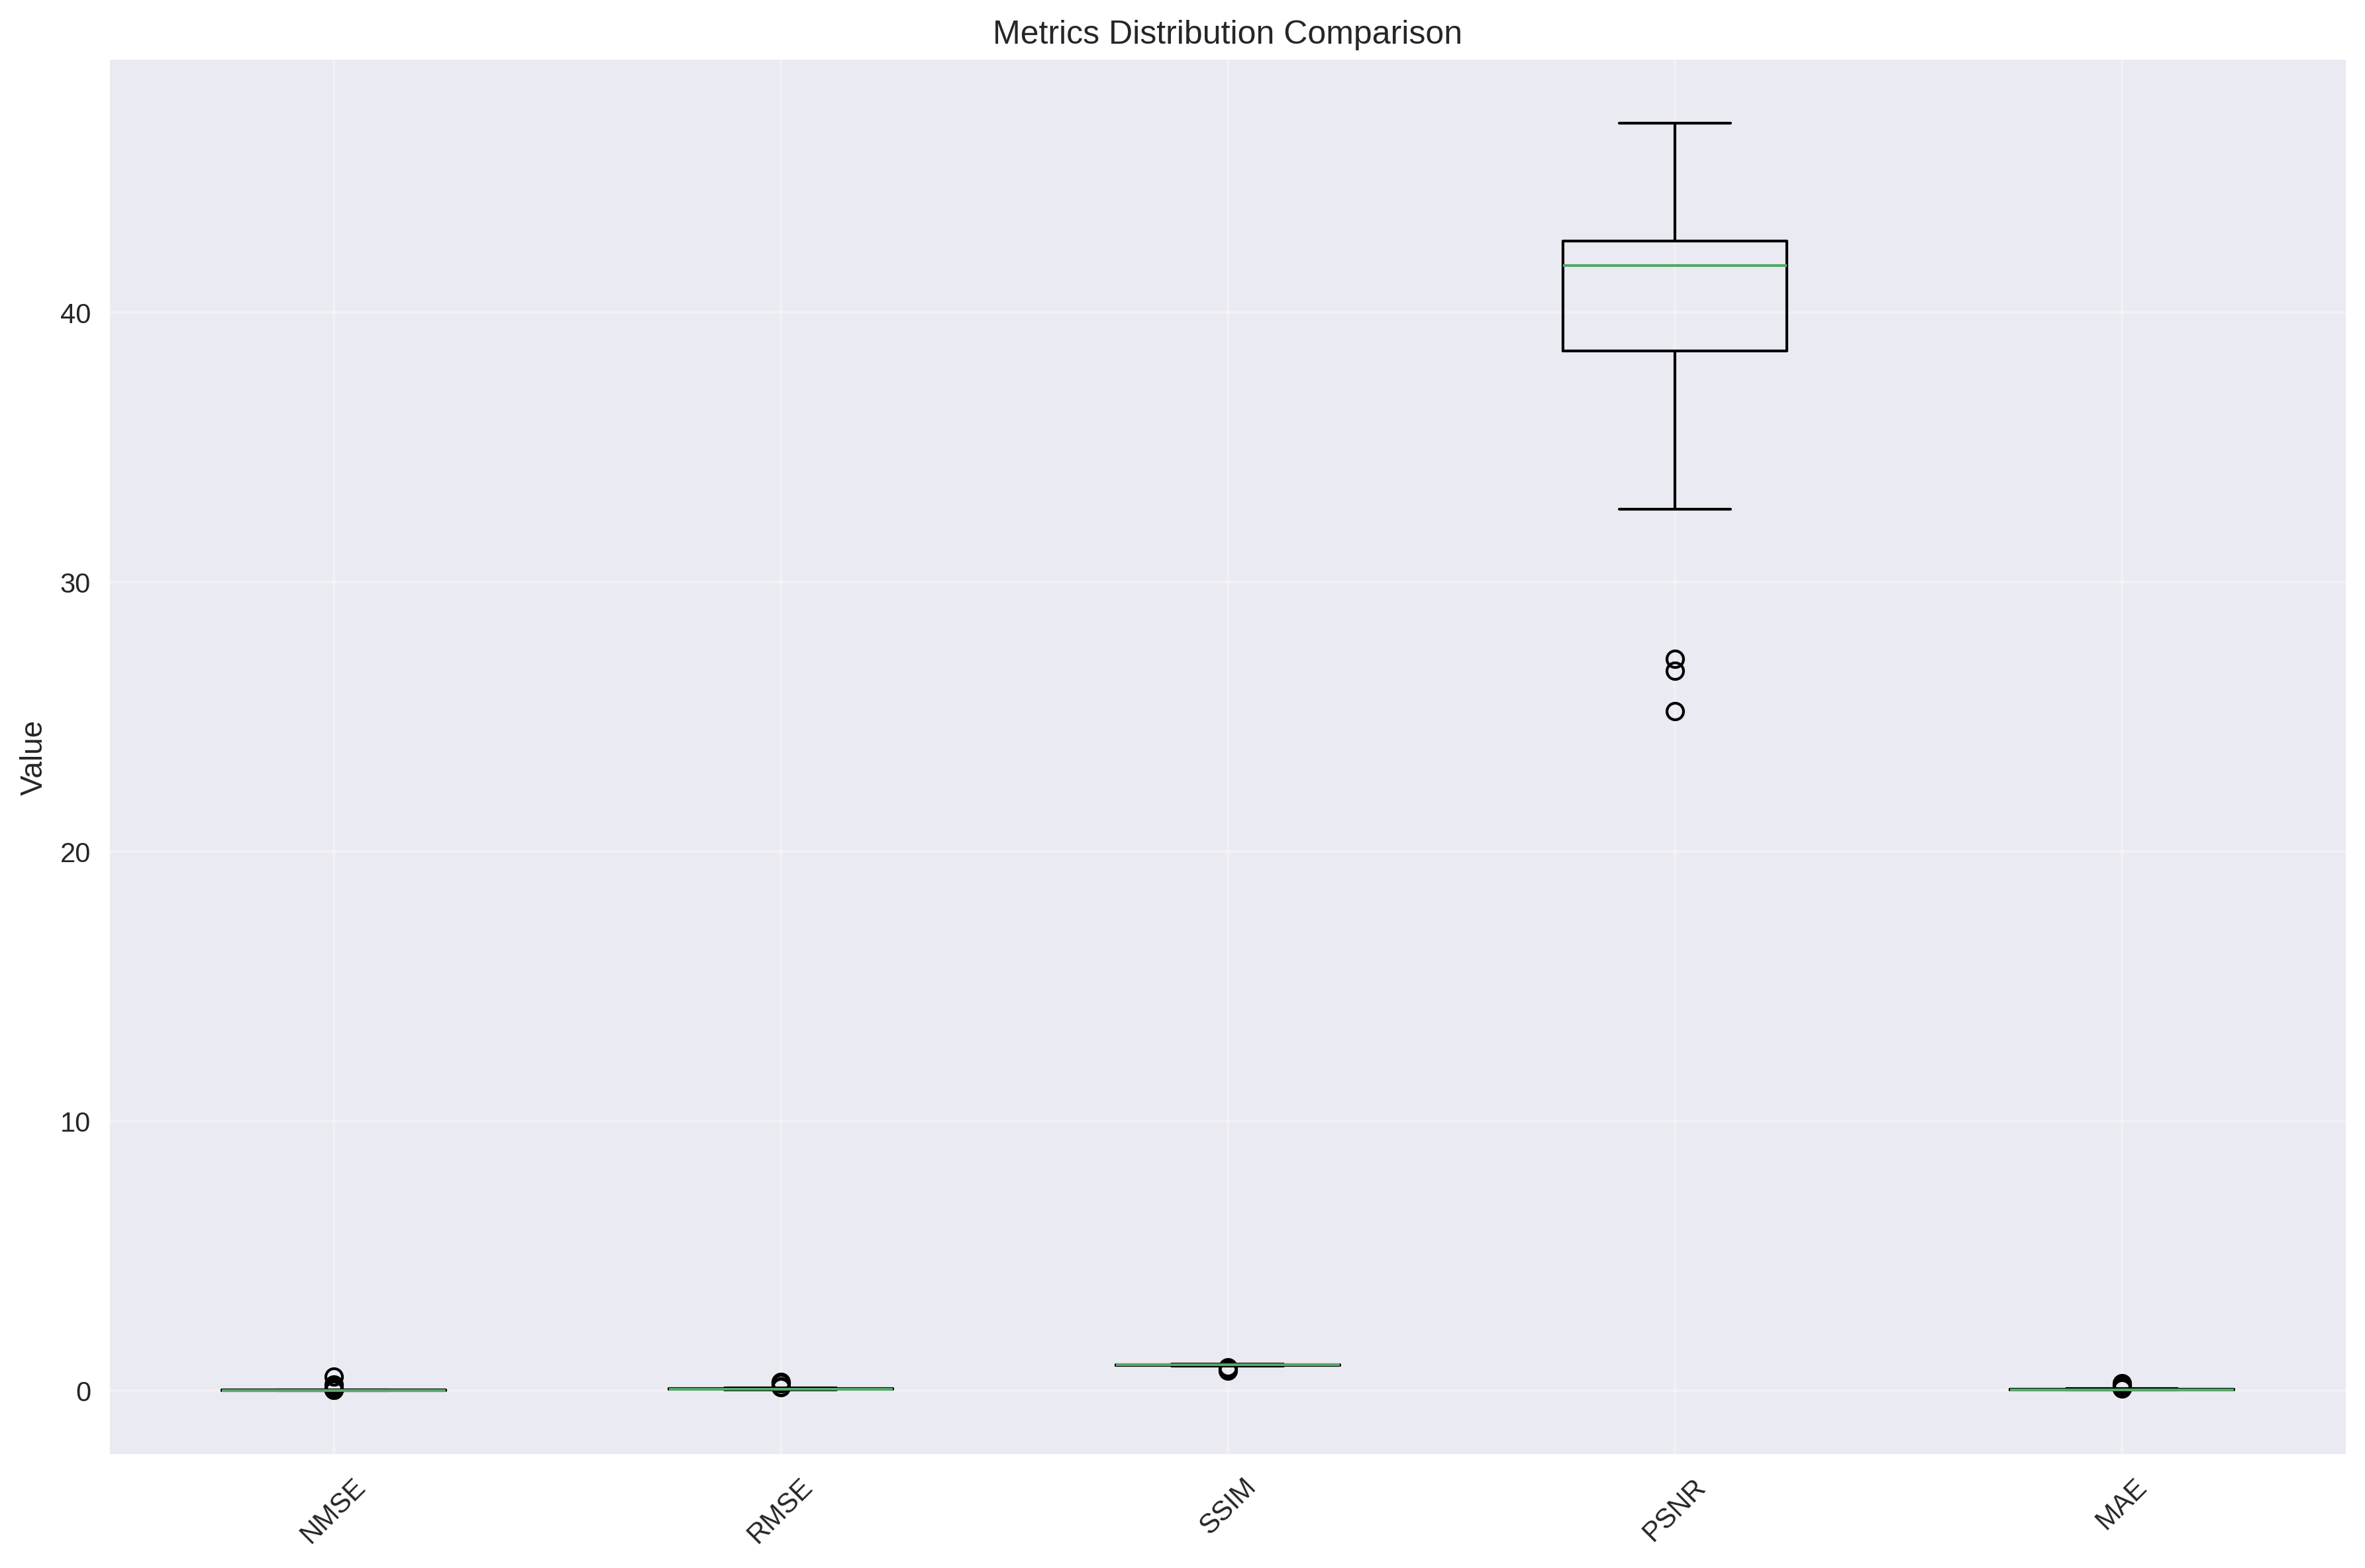 Metrics Distribution Comparison
Value
40
30
20
10
0
NMSE
RMSE
SSIM
PSNR
MAE